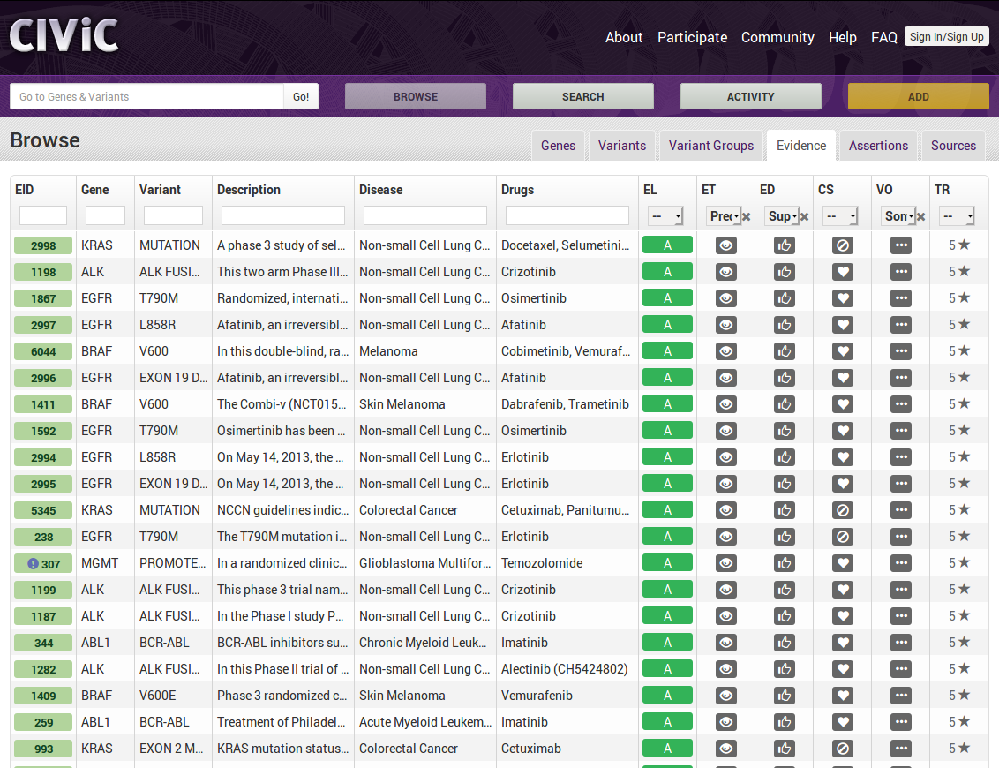 CIViC
About Participate Community Help FAQ Sign In/Sign Up
Go to Genes & Variants Go! BROWSE SEARCH ACTIVITY ADD
Browse Genes Variants Variant Groups Evidence Assertions Sources
EID Gene Variant Description Disease Drugs EL ET ED CS VO TR
-- Pred Sup -- Som --
2998 KRAS MUTATION A phase 3 study of sel... Non-small Cell Lung C... Docetaxel, Selumetini... A 5
1198 ALK ALK FUSI... This two arm Phase III... Non-small Cell Lung C... Crizotinib A 5
1867 EGFR T790M Randomized, internati... Non-small Cell Lung C... Osimertinib A 5
2997 EGFR L858R Afatinib, an irreversibl... Non-small Cell Lung C... Afatinib A 5
6044 BRAF V600 In this double-blind, ra... Melanoma Cobimetinib, Vemuraf... A 5
2996 EGFR EXON 19 D... Afatinib, an irreversibl... Non-small Cell Lung C... Afatinib A 5
1411 BRAF V600 The Combi-v (NCT015... Skin Melanoma Dabrafenib, Trametinib A 5
1592 EGFR T790M Osimertinib has been ... Non-small Cell Lung C... Osimertinib A 5
2994 EGFR L858R On May 14, 2013, the ... Non-small Cell Lung C... Erlotinib A 5
2995 EGFR EXON 19 D... On May 14, 2013, the ... Non-small Cell Lung C... Erlotinib A 5
5345 KRAS MUTATION NCCN guidelines indic... Colorectal Cancer Cetuximab, Panitumu... A 5
238 EGFR T790M The T790M mutation i... Non-small Cell Lung C... Erlotinib A 5
307 MGMT PROMOTE... In a randomized clinic... Glioblastoma Multifor... Temozolomide A 5
1199 ALK ALK FUSI... This phase 3 trial nam... Non-small Cell Lung C... Crizotinib A 5
1187 ALK ALK FUSI... In the Phase I study P... Non-small Cell Lung C... Crizotinib A 5
344 ABL1 BCR-ABL BCR-ABL inhibitors su... Chronic Myeloid Leuk... Imatinib A 5
1282 ALK ALK FUSI... In this Phase II trial of ... Non-small Cell Lung C... Alectinib (CH5424802) A 5
1409 BRAF V600E Phase 3 randomized c... Skin Melanoma Vemurafenib A 5
259 ABL1 BCR-ABL Treatment of Philadel... Acute Myeloid Leukem... Imatinib A 5
993 KRAS EXON 2 M... KRAS mutation status... Colorectal Cancer Cetuximab A 5